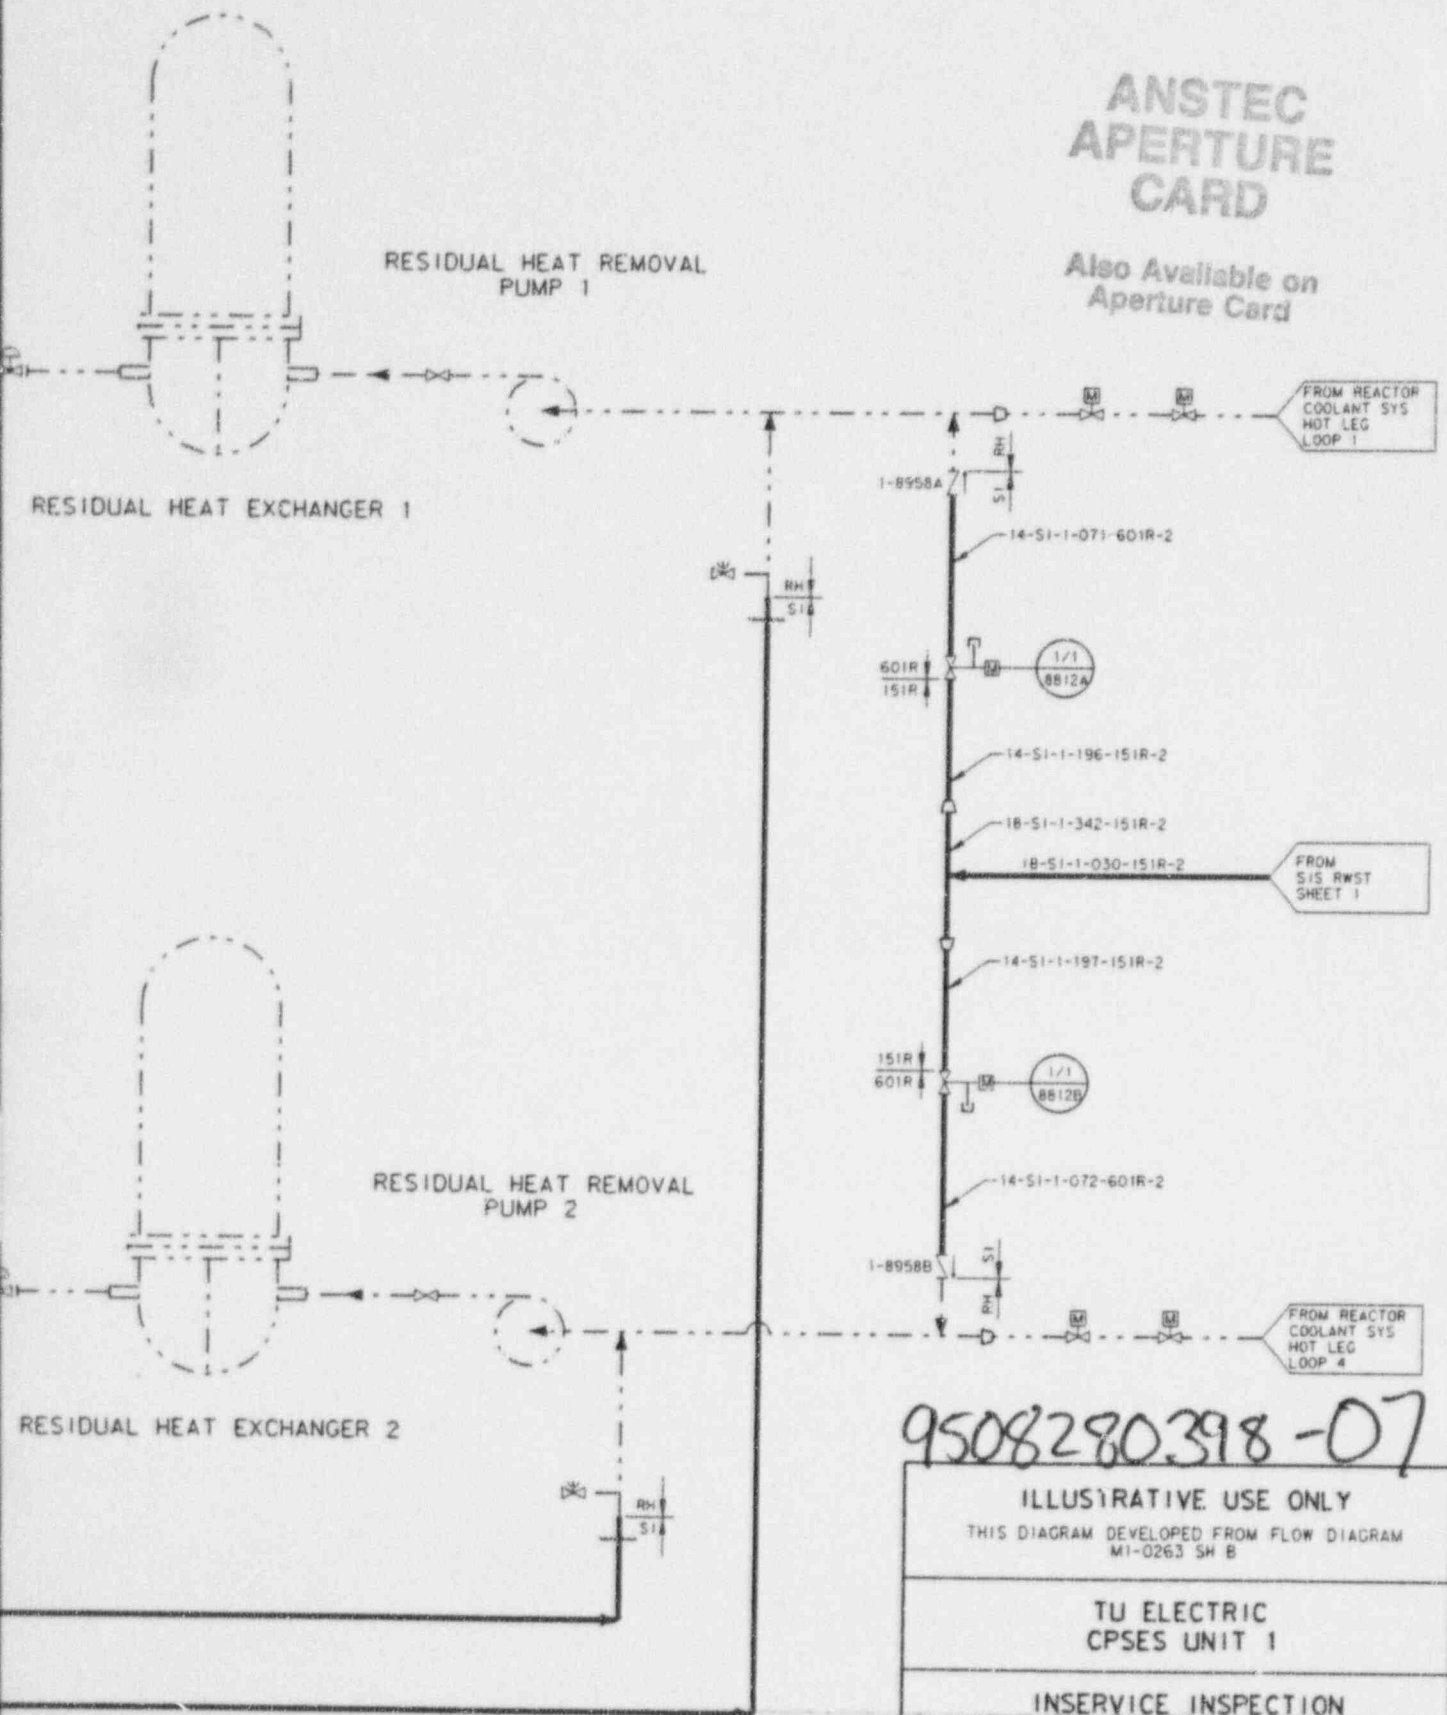 ANSTEC
APERTURE
CARD
Also Available on
Aperture Card
RESIDUAL HEAT REMOVAL
PUMP 1
M
M
FROM REACTOR
COOLANT SYS
HOT LEG
LOOP 1
RH
SI
1-8958A
RESIDUAL HEAT EXCHANGER 1
14-SI-1-071-601R-2
RH
SI
601R
151R
M
1/1
8812A
14-SI-1-196-151R-2
18-SI-1-342-151R-2
18-SI-1-030-151R-2
FROM
SIS RWST
SHEET 1
14-SI-1-197-151R-2
151R
601R
M
1/1
8812B
RESIDUAL HEAT REMOVAL
PUMP 2
14-SI-1-072-601R-2
1-8958B
SI
RH
M
M
FROM REACTOR
COOLANT SYS
HOT LEG
LOOP 4
RESIDUAL HEAT EXCHANGER 2
9508280398-07
RH
SI
ILLUSTRATIVE USE ONLY
THIS DIAGRAM DEVELOPED FROM FLOW DIAGRAM
M1-0263 SH B
TU ELECTRIC
CPSES UNIT 1
INSERVICE INSPECTION